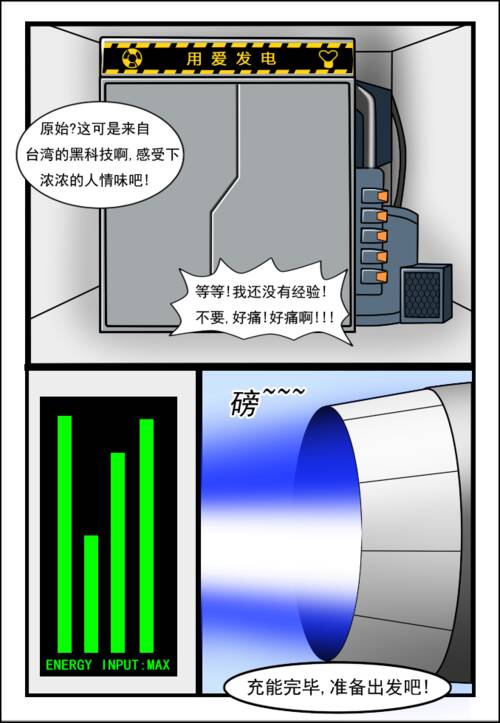 用爱发电
原始?这可是来自
台湾的黑科技啊,感受下
浓浓的人情味吧!
等等!我还没有经验!
不要,好痛!好痛啊!!!
磅~~~
ENERGY INPUT:MAX
充能完毕,准备出发吧!